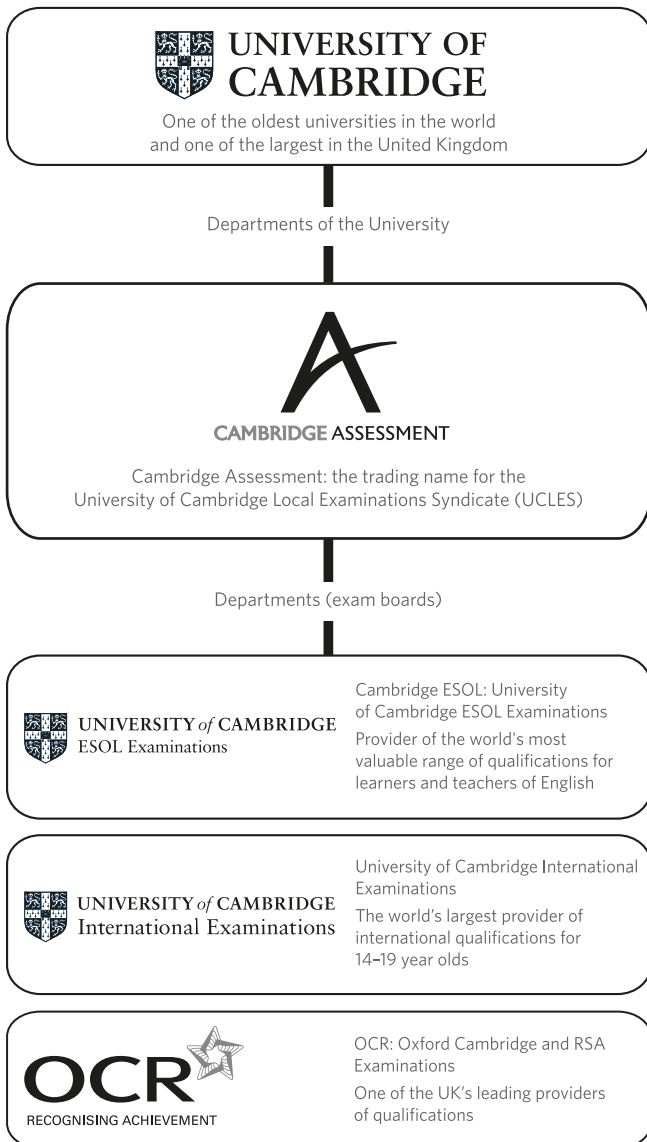 UNIVERSITY OF
CAMBRIDGE
One of the oldest universities in the world
and one of the largest in the United Kingdom
Departments of the University
CAMBRIDGE ASSESSMENT
Cambridge Assessment: the trading name for the
University of Cambridge Local Examinations Syndicate (UCLES)
Departments (exam boards)
UNIVERSITY of CAMBRIDGE
ESOL Examinations
Cambridge ESOL: University
of Cambridge ESOL Examinations
Provider of the world's most
valuable range of qualifications for
learners and teachers of English
UNIVERSITY of CAMBRIDGE
International Examinations
University of Cambridge International
Examinations
The world’s largest provider of
international qualifications for
14–19 year olds
OCR
RECOGNISING ACHIEVEMENT
OCR: Oxford Cambridge and RSA
Examinations
One of the UK’s leading providers
of qualifications